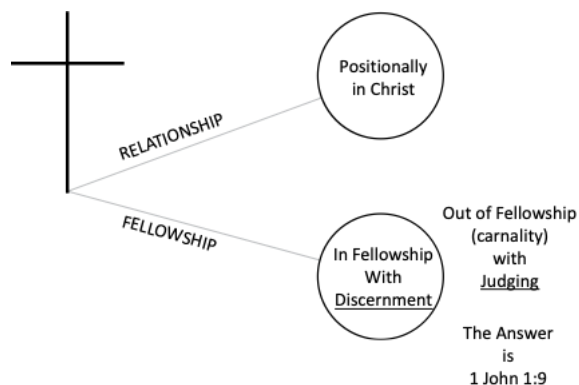 Positionally
in Christ
RELATIONSHIP
FELLOWSHIP
In Fellowship
With
Discernment
Out of Fellowship
(carnality)
with
Judging
The Answer
is
1 John 1:9